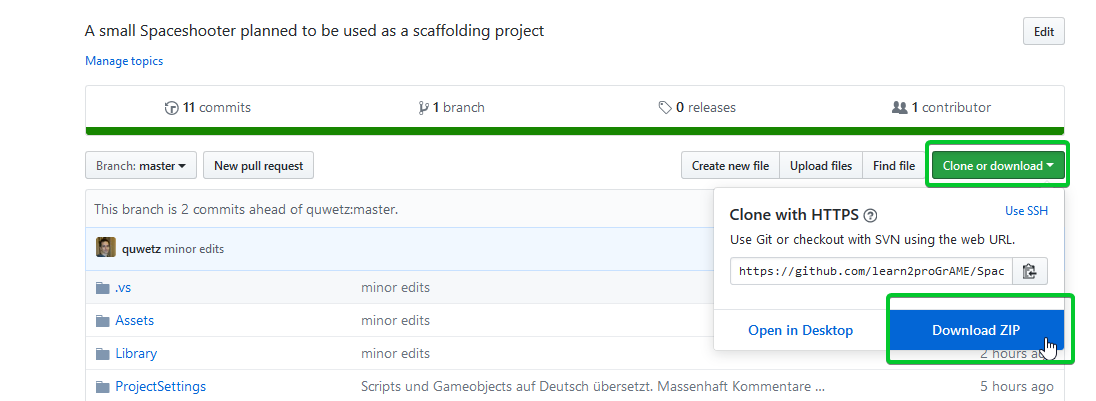 A small Spaceshooter planned to be used as a scaffolding project
Edit
Manage topics
11 commits
1 branch
0 releases
1 contributor
Branch: master
New pull request
Create new file
Upload files
Find file
Clone or download
This branch is 2 commits ahead of quwetz:master.
Clone with HTTPS
Use SSH
Use Git or checkout with SVN using the web URL.
https://github.com/learn2proGrAME/Spac
Open in Desktop
Download ZIP
quwetz minor edits
.vs minor edits
Assets minor edits
Library minor edits 2 hours ago
ProjectSettings Scripts und Gameobjects auf Deutsch übersetzt. Massenhaft Kommentare … 5 hours ago